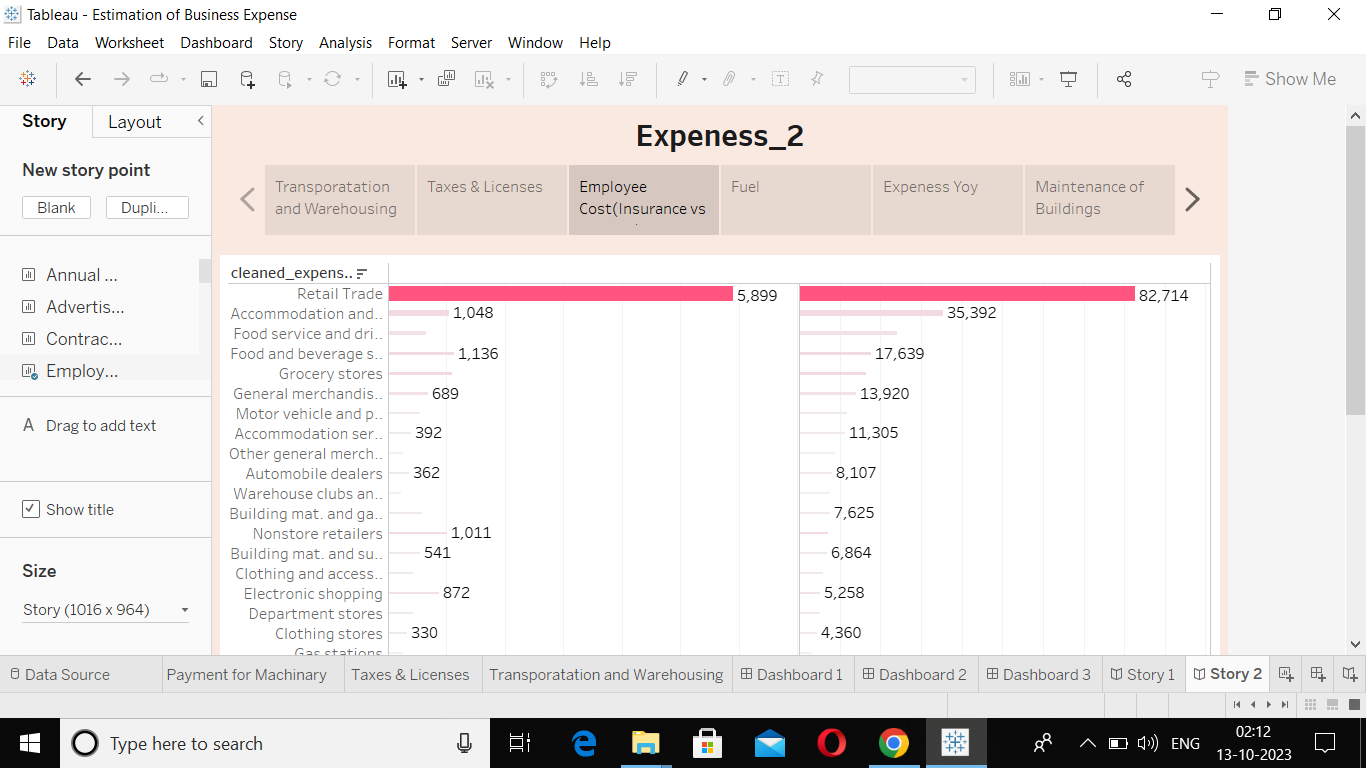 Tableau - Estimation of Business Expense
File Data Worksheet Dashboard Story Analysis Format Server Window Help
Show Me
Story Layout
New story point
Blank Dupli...
Annual ...
Advertis...
Contrac...
Employ...
A Drag to add text
Show title
Size
Story (1016 x 964)
Expeness_2
Transporatation
and Warehousing
Taxes & Licenses
Employee
Cost(Insurance vs
Fuel
Expeness Yoy
Maintenance of
Buildings
cleaned_expens..
Retail Trade 5,899 82,714
Accommodation and.. 1,048 35,392
Food service and dri..
Food and beverage s.. 1,136 17,639
Grocery stores
General merchandis.. 689 13,920
Motor vehicle and p..
Accommodation ser.. 392 11,305
Other general merch..
Automobile dealers 362 8,107
Warehouse clubs an..
Building mat. and ga.. 7,625
Nonstore retailers 1,011
Building mat. and su.. 541 6,864
Clothing and access..
Electronic shopping 872 5,258
Department stores
Clothing stores 330 4,360
Gas stations
Data Source Payment for Machinery Taxes & Licenses Transporatation and Warehousing Dashboard 1 Dashboard 2 Dashboard 3 Story 1 Story 2
Type here to search
ENG
02:12
13-10-2023